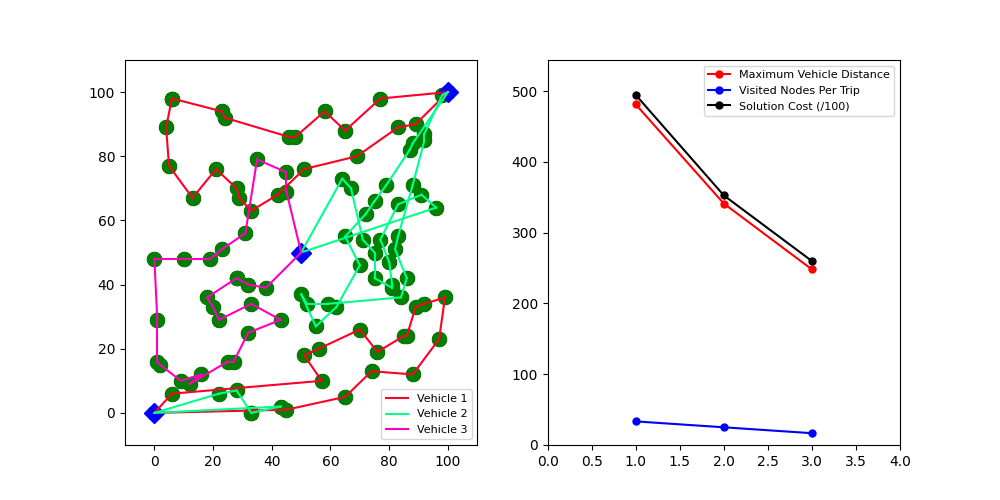 100
80
60
40
20
0
0 20 40 60 80 100
Vehicle 1
Vehicle 2
Vehicle 3
500
400
300
200
100
0
0.0 0.5 1.0 1.5 2.0 2.5 3.0 3.5 4.0
Maximum Vehicle Distance
Visited Nodes Per Trip
Solution Cost (/100)